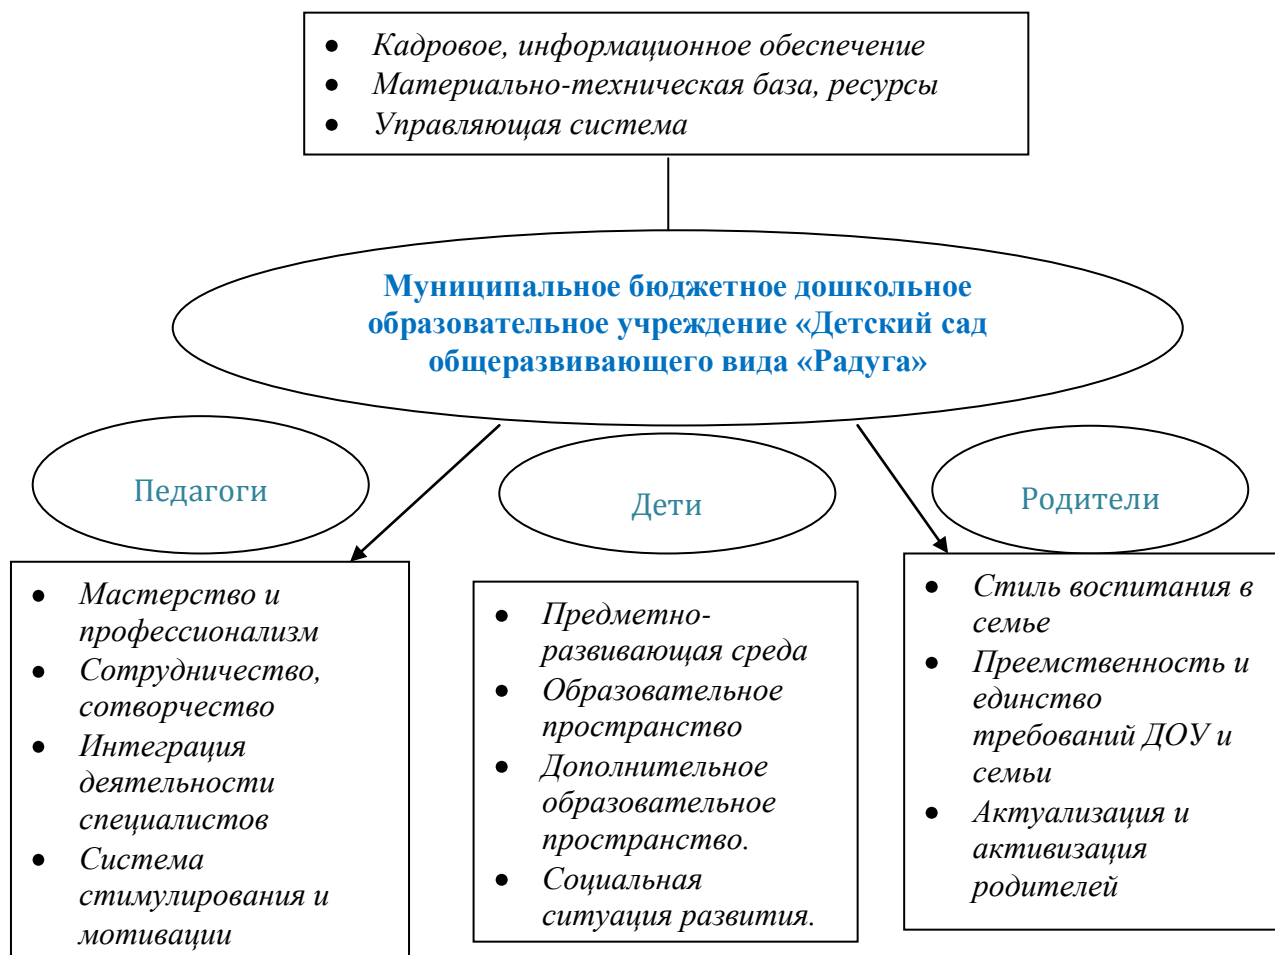 • Кадровое, информационное обеспечение
• Материально-техническая база, ресурсы
• Управляющая система
Муниципальное бюджетное дошкольное
образовательное учреждение «Детский сад
общеразвивающего вида «Радуга»
Педагоги
Дети
Родители
• Мастерство и
профессионализм
• Сотрудничество,
сотворчество
• Интеграция
деятельности
специалистов
• Система
стимулирования и
мотивации
• Предметно-
развивающая среда
• Образовательное
пространство
• Дополнительное
образовательное
пространство.
• Социальная
ситуация развития.
• Стиль воспитания в
семье
• Преемственность и
единство
требований ДОУ и
семьи
• Актуализация и
активизация
родителей